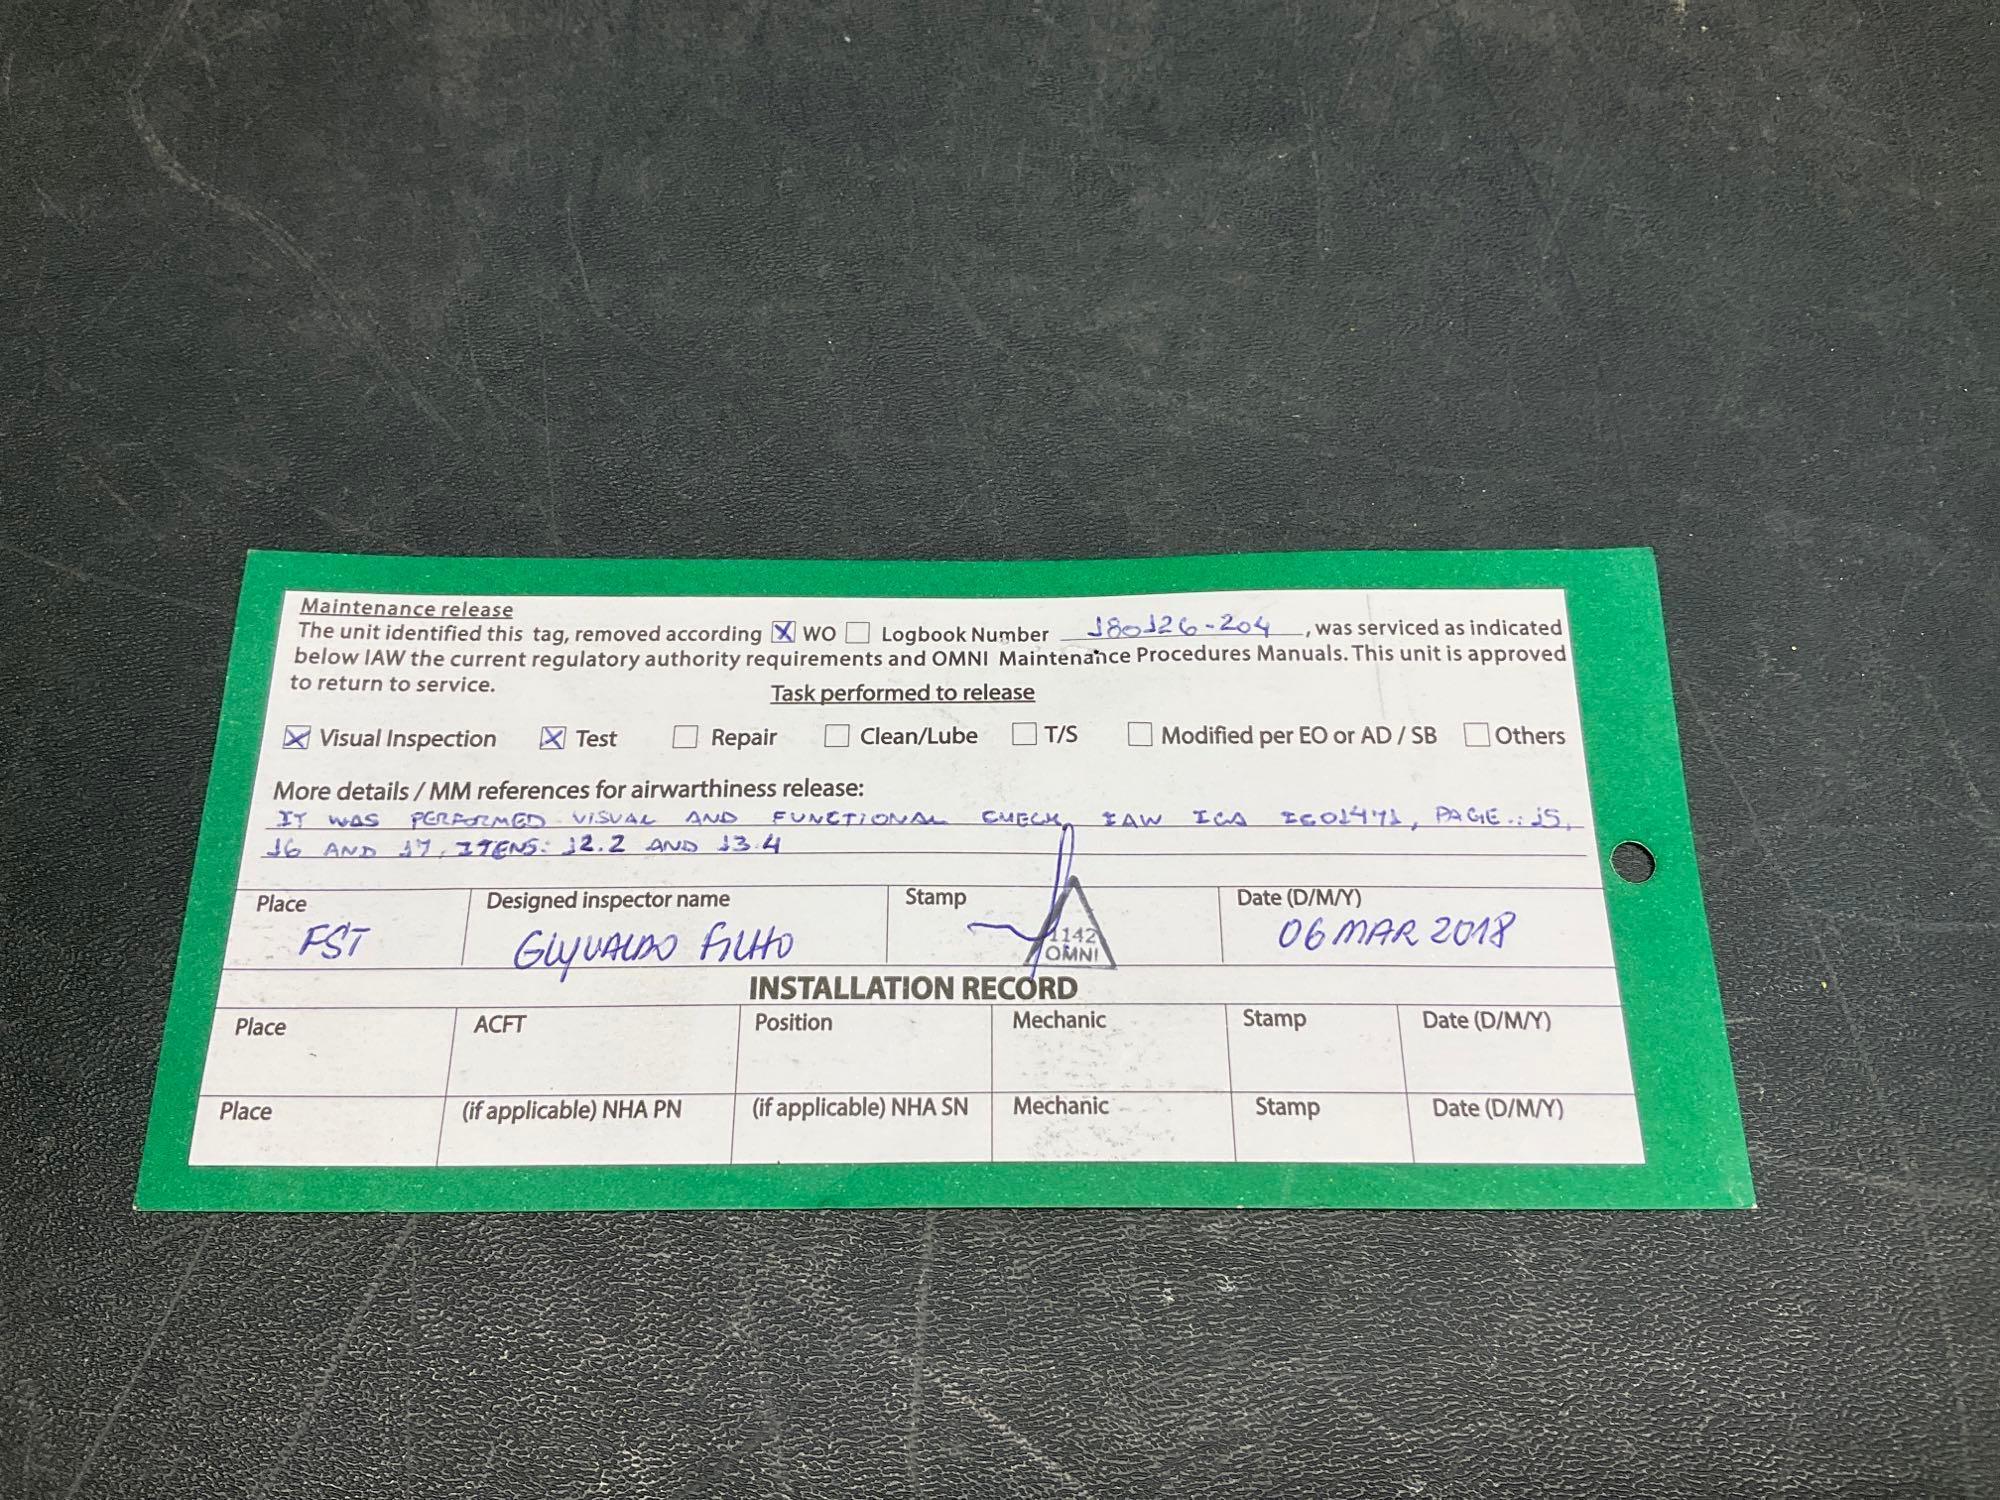 Maintenance release
The unit identified this tag, removed according ☒ WO ☐ Logbook Number 180126-204, was serviced as indicated
below IAW the current regulatory authority requirements and OMNI Maintenance Procedures Manuals. This unit is approved
to return to service.
Task performed to release
☒ Visual Inspection ☒ Test ☐ Repair ☐ Clean/Lube ☐ T/S ☐ Modified per EO or AD / SB ☐ Others
More details / MM references for airwarthiness release:
IT WAS PERFORMED VISUAL AND FUNCTIONAL CHECK, IAW ICA IC01471, PAGE.: 15,
16 AND 17, ITENS: 12.2 AND 13.4
Place Designed inspector name Stamp Date (D/M/Y)
FST GLYVALDO FILHO 1142 OMNI 06 MAR 2018
INSTALLATION RECORD
Place ACFT Position Mechanic Stamp Date (D/M/Y)
Place (if applicable) NHA PN (if applicable) NHA SN Mechanic Stamp Date (D/M/Y)